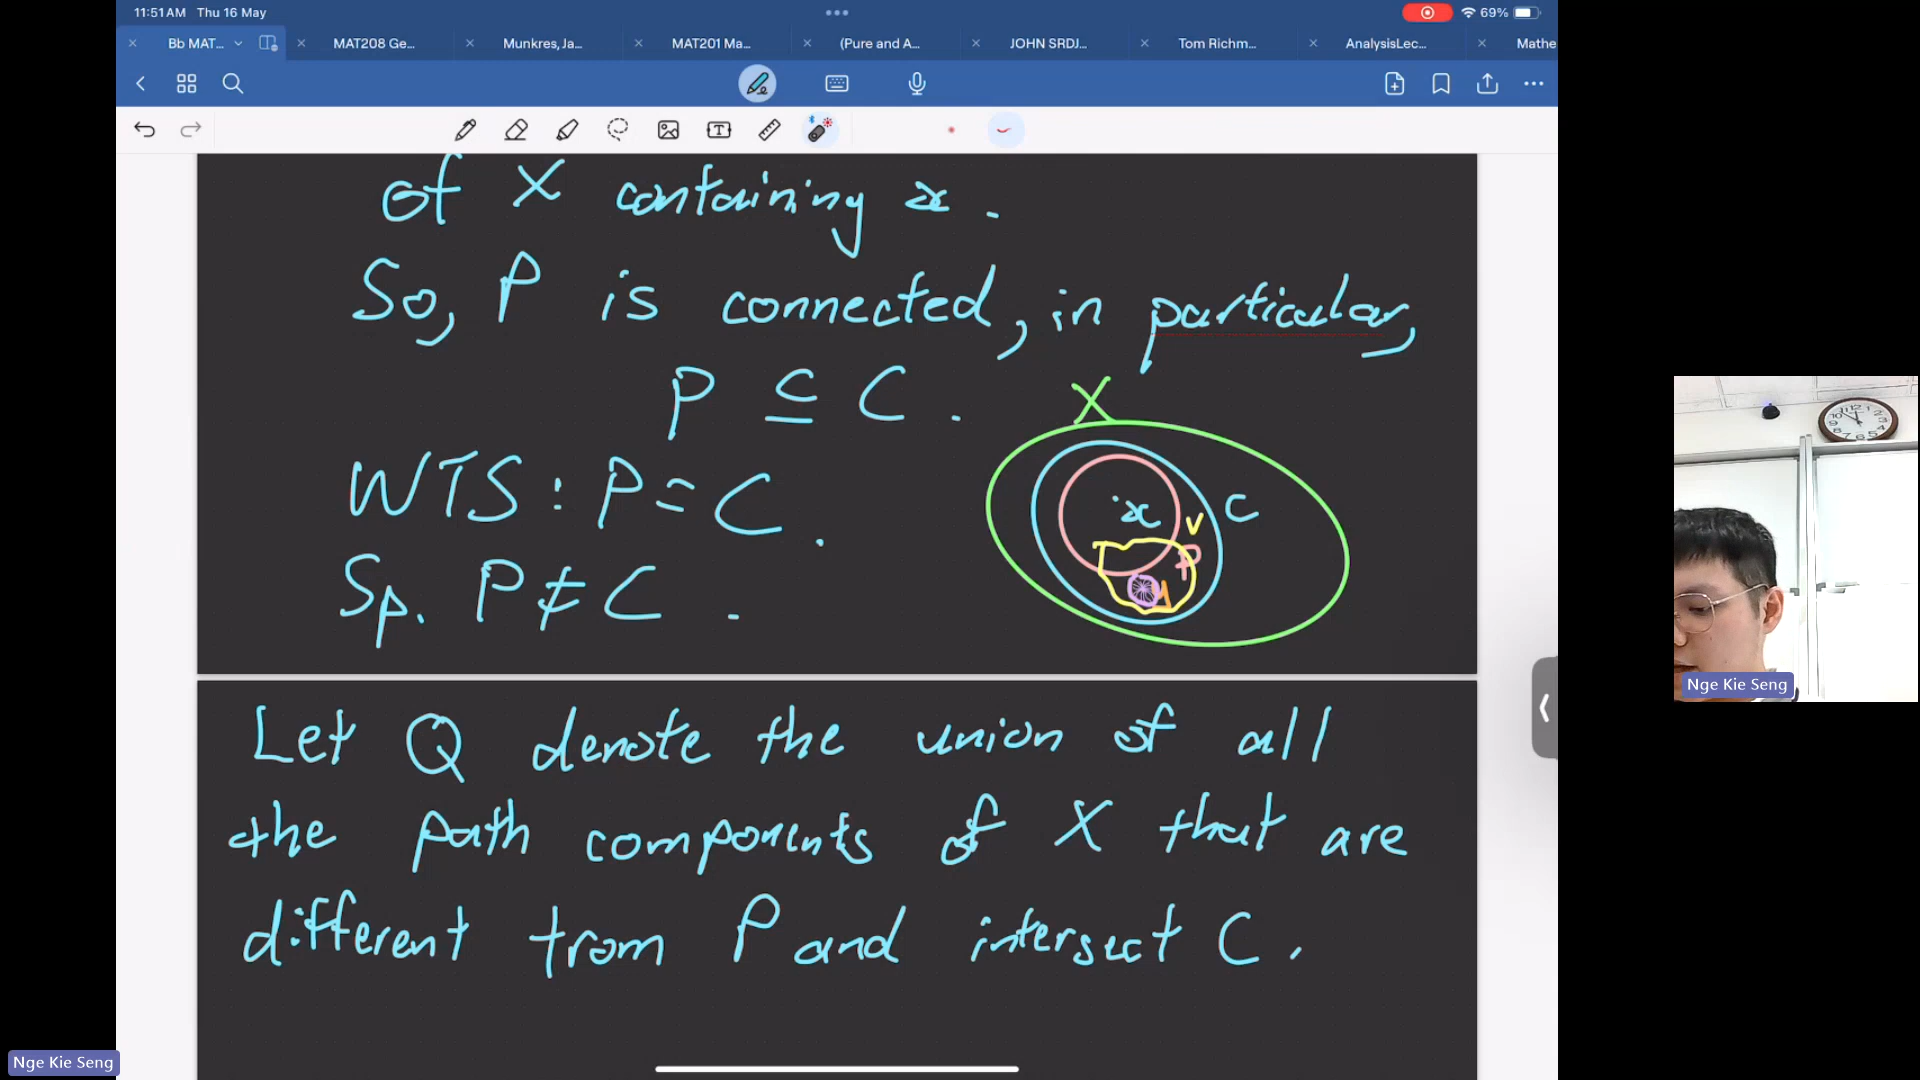 11:51AM Thu 16 May
69%
Bb MAT...
MAT208 Ge...
Munkres, Ja...
MAT201 Ma...
(Pure and A...
JOHN SRDJ...
Tom Richm...
AnalysisLec...
Mathe
of X containing x.
So, P is connected, in particular,
P ⊆ C.
X
WTS: P = C.
x
C
V
P
Sp. P ≠ C.
Let Q denote the union of all
the path components of X that are
different from P and intersect C.
Nge Kie Seng
Nge Kie Seng